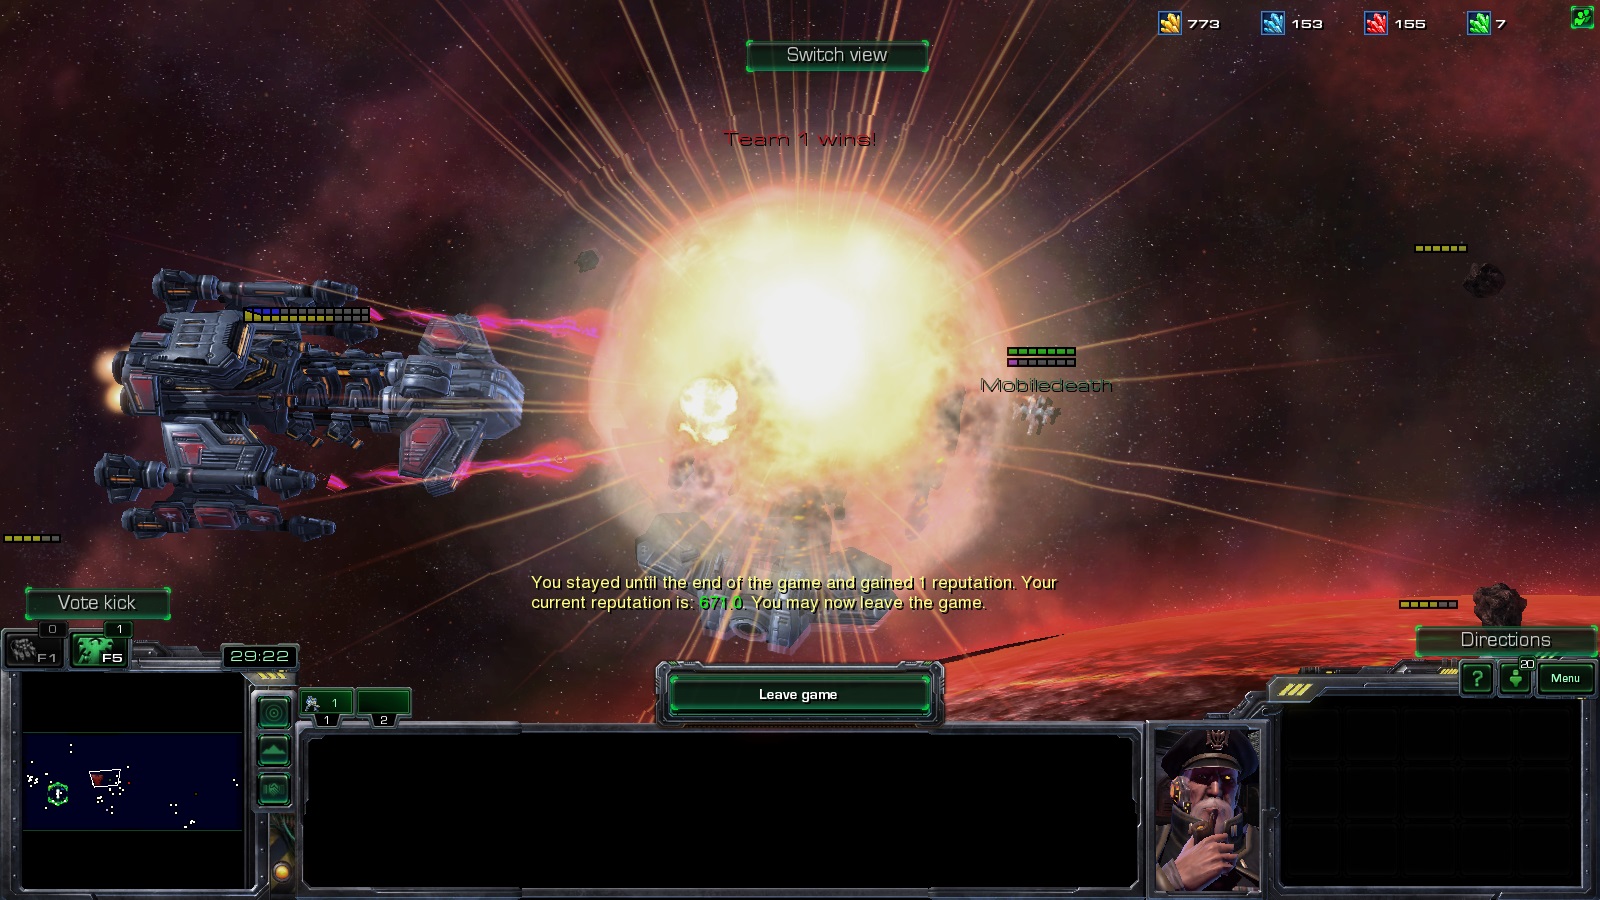 773 153 155 7
Switch view
Team 1 wins!
Mobiledeath
You stayed until the end of the game and gained 1 reputation. Your
current reputation is: 671.0. You may now leave the game.
Vote kick
0 1
F1 F5
29:22
Directions
20
? Menu
Leave game
1
1 2